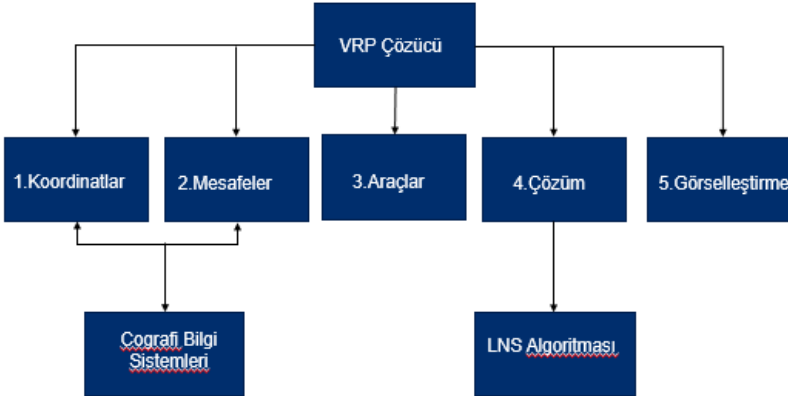 VRP Çözücü
1.Koordinatlar
2.Mesafeler
3.Araçlar
4.Çözüm
5.Görselleştirme
Cografi Bilgi
Sistemleri
LNS Algoritması